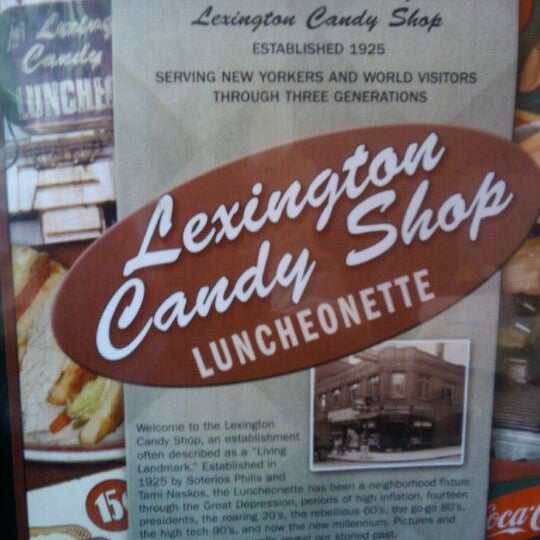 Lexington Candy Shop
ESTABLISHED 1925
SERVING NEW YORKERS AND WORLD VISITORS
THROUGH THREE GENERATIONS
Lexington
Candy
LUNCHEO
Lexington
Candy Shop
LUNCHEONETTE
Welcome to the Lexington
Candy Shop, an establishment
often described as a "Living
Landmark." Established in
1925 by Soterios Philis and
Tami Naskos, the Luncheonette has been a neighborhood fixture
through the Great Depression, periods of high inflation, fourteen
presidents, the roaring 20's, the rebellious 60's, the go-go 80's,
the high tech 90's, and now the new millennium. Pictures and
reveal our storied past.
15¢
Coca-C